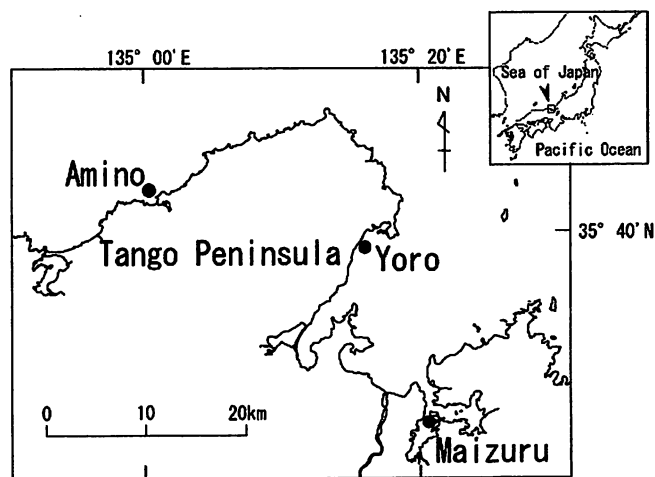 135° 00' E
135° 20' E
Sea of Japan
Pacific Ocean
N
Amino
35° 40' N
Tango Peninsula
Yoro
0 10 20km
Maizuru